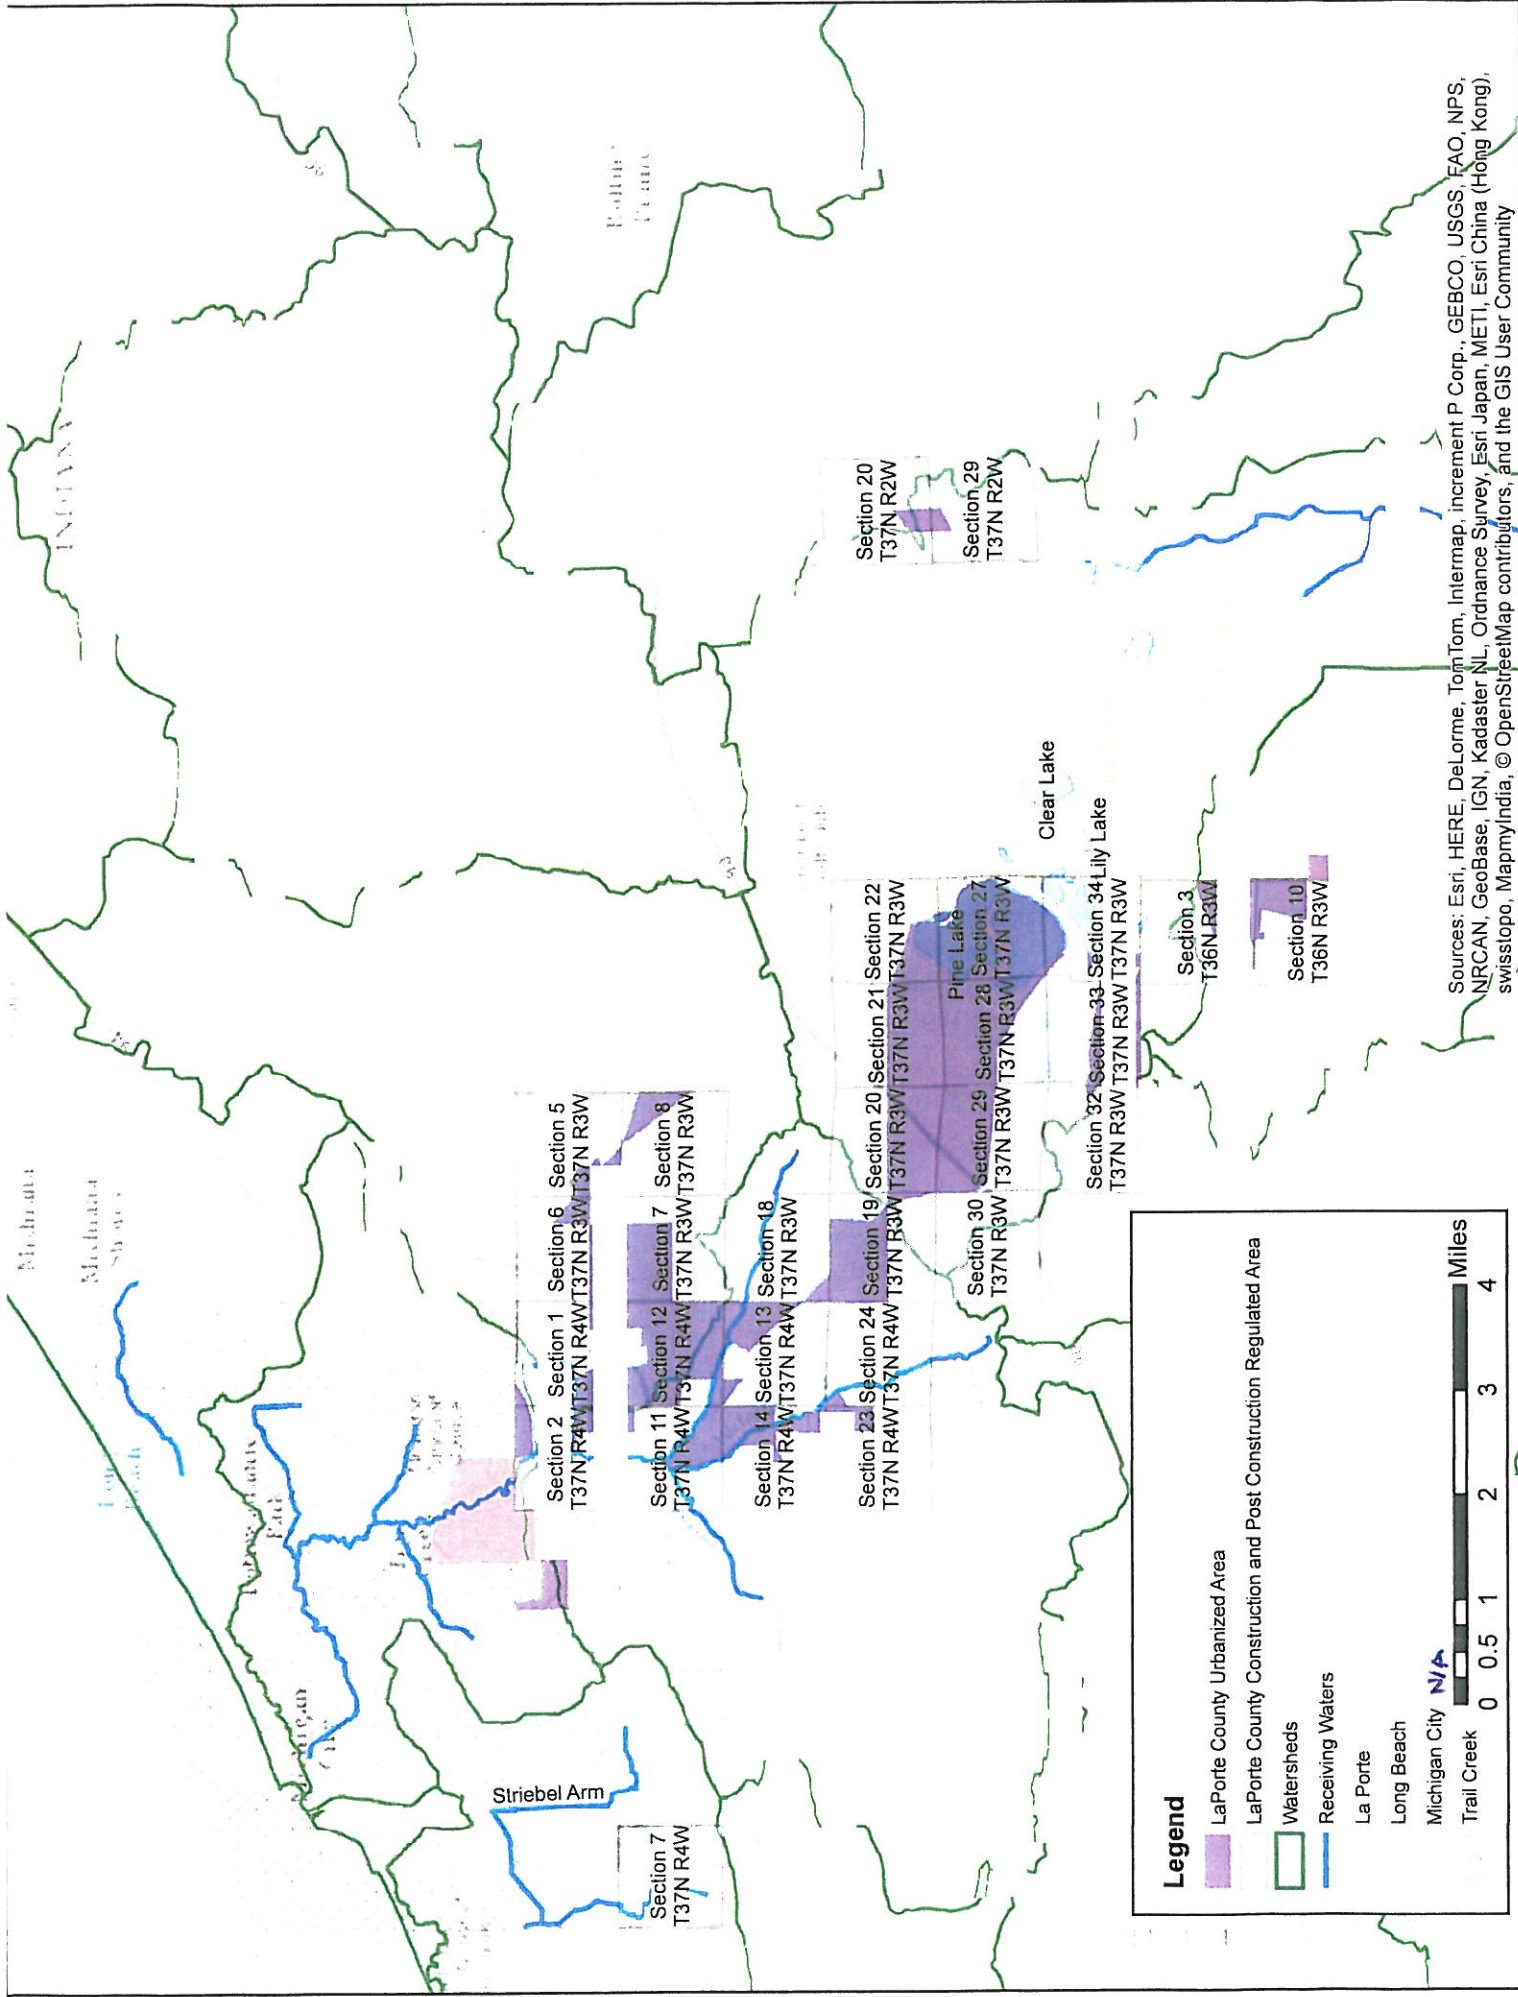 INDIANA
Striebel Arm
Section 7
T37N R4W
Section 2
T37N R4W
Section 1
T37N R4W
Section 6
T37N R3W
Section 5
T37N R3W
Section 11
T37N R4W
Section 12
T37N R4W
Section 7
T37N R3W
Section 8
T37N R3W
Section 14
T37N R4W
Section 13
T37N R4W
Section 18
T37N R3W
Section 23
T37N R4W
Section 24
T37N R4W
Section 19
T37N R3W
Section 20
T37N R3W
Section 21
T37N R3W
Section 22
T37N R3W
Pine Lake
Section 30
T37N R3W
Section 29
T37N R3W
Section 28
T37N R3W
Section 27
T37N R3W
Clear Lake
Section 32
T37N R3W
Section 33
T37N R3W
Section 34
T37N R3W
Lily Lake
Section 3
T36N R3W
Section 10
T36N R3W
Section 20
T37N R2W
Section 29
T37N R2W
Legend
LaPorte County Urbanized Area
LaPorte County Construction and Post Construction Regulated Area
Watersheds
Receiving Waters
La Porte
Long Beach
Michigan City N/A
Trail Creek
0 0.5 1 2 3 4
Miles
Sources: Esri, HERE, DeLorme, TomTom, Intermap, increment P Corp., GEBCO, USGS, FAO, NPS,
NRCAN, GeoBase, IGN, Kadaster NL, Ordnance Survey, Esri Japan, METI, Esri China (Hong Kong),
swisstopo, MapmyIndia, © OpenStreetMap contributors, and the GIS User Community